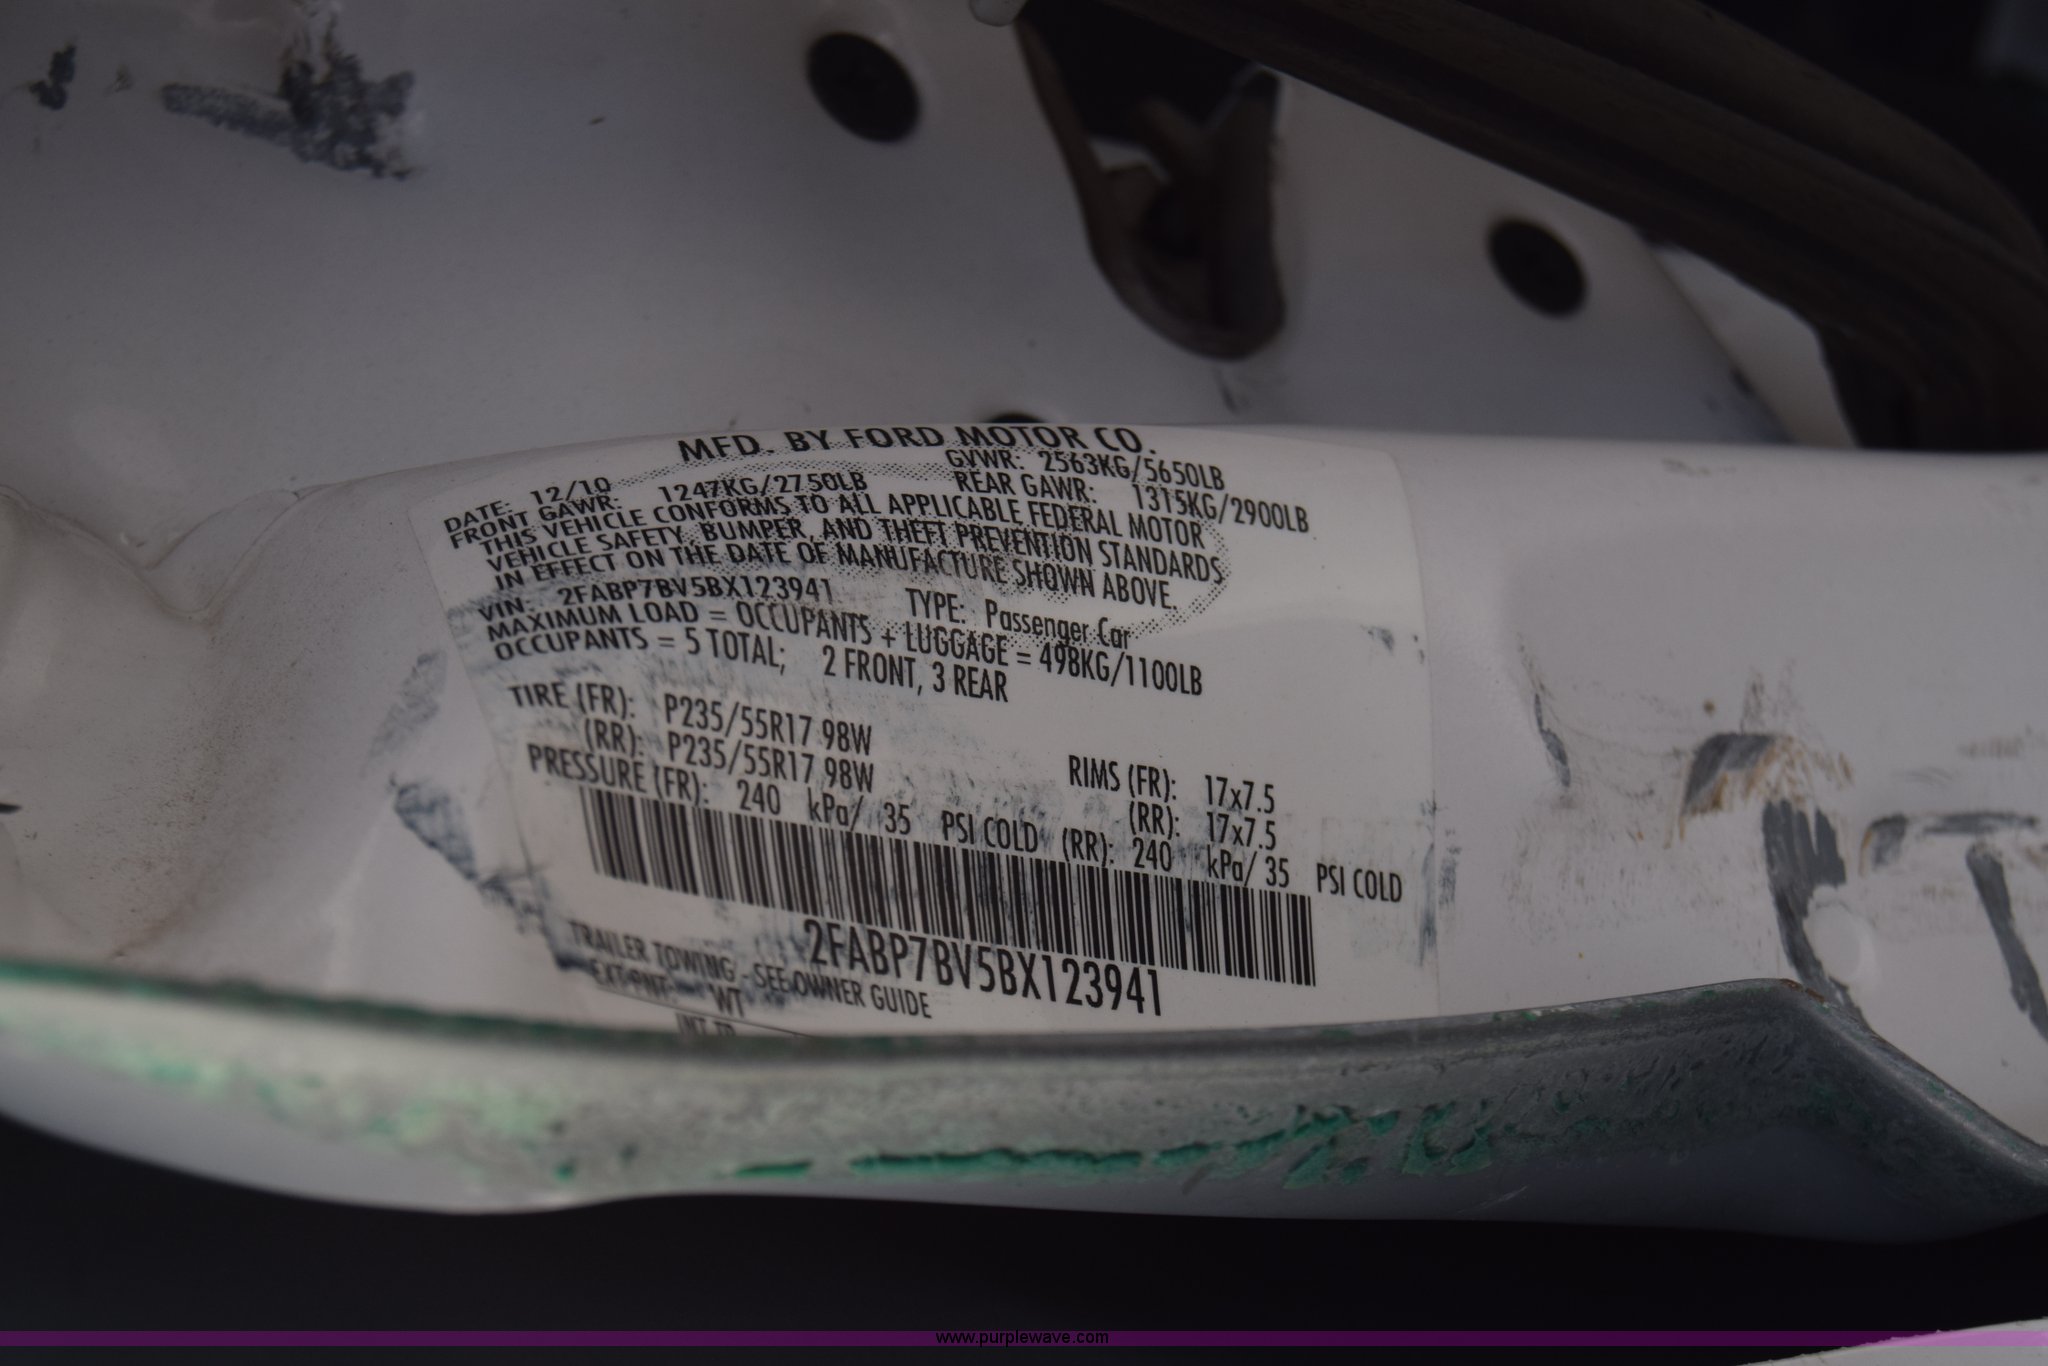 MFD. BY FORD MOTOR CO.
DATE: 12/10 GVWR: 2563KG/5650LB
FRONT GAWR: 1247KG/2750LB REAR GAWR: 1315KG/2900LB
THIS VEHICLE CONFORMS TO ALL APPLICABLE FEDERAL MOTOR
VEHICLE SAFETY, BUMPER, AND THEFT PREVENTION STANDARDS
IN EFFECT ON THE DATE OF MANUFACTURE SHOWN ABOVE.
VIN: 2FABP7BV5BX123941 TYPE: Passenger Car
MAXIMUM LOAD = OCCUPANTS + LUGGAGE = 498KG/1100LB
OCCUPANTS = 5 TOTAL; 2 FRONT, 3 REAR
TIRE (FR): P235/55R17 98W RIMS (FR): 17x7.5
(RR): P235/55R17 98W (RR): 17x7.5
PRESSURE (FR): 240 kPa/ 35 PSI COLD (RR): 240 kPa/ 35 PSI COLD
2FABP7BV5BX123941
TRAILER TOWING - SEE OWNER GUIDE
EXT PNT: WT
www.purplewave.com